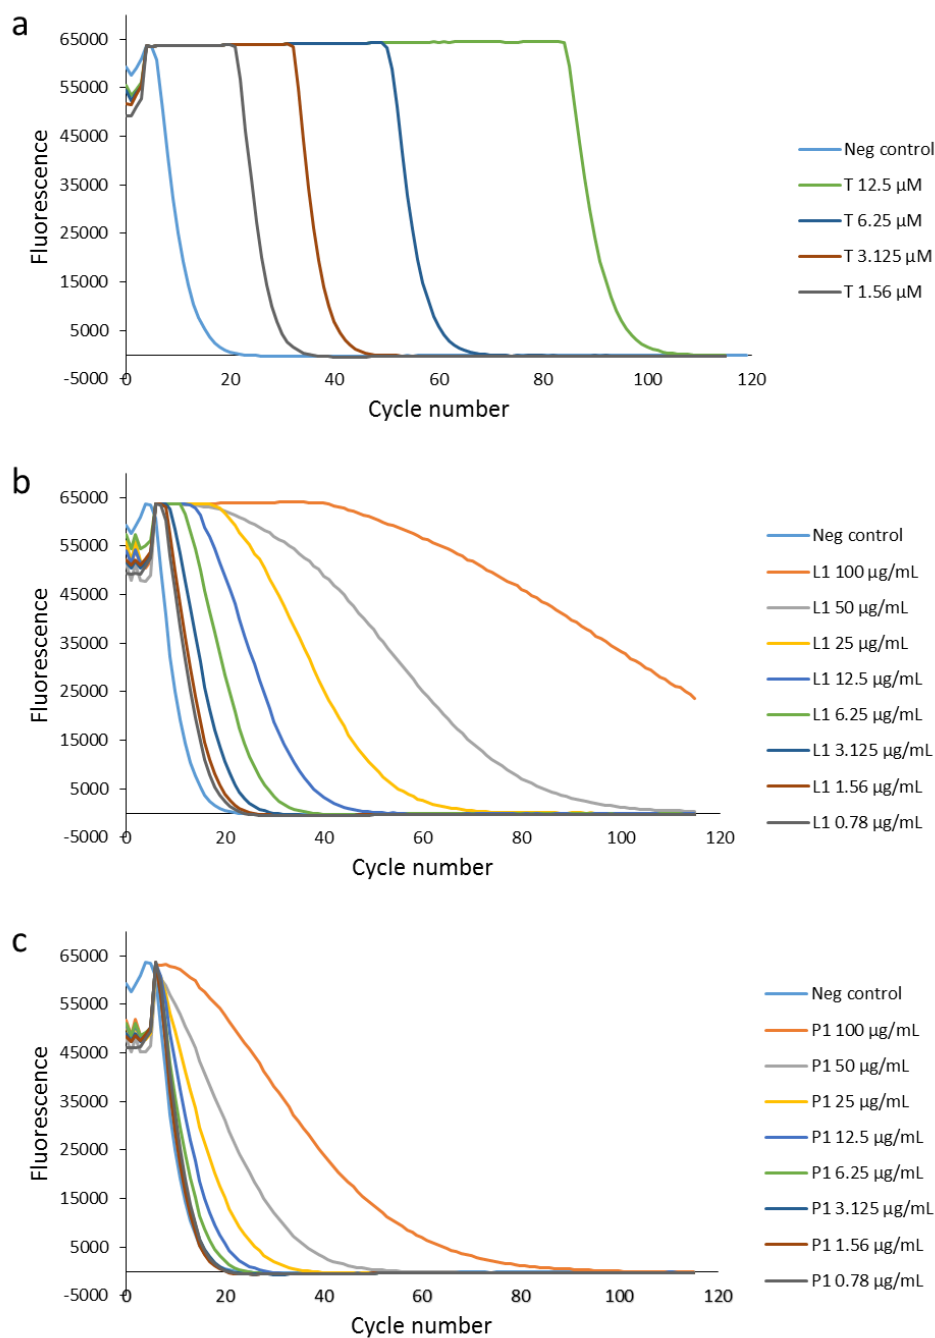 a
65000
55000
45000
35000
25000
15000
5000
-5000
Fluorescence
0
20
40
60
80
100
120
Cycle number
Neg control
T 12.5 µM
T 6.25 µM
T 3.125 µM
T 1.56 µM
b
65000
55000
45000
35000
25000
15000
5000
-5000
Fluorescence
0
20
40
60
80
100
120
Cycle number
Neg control
L1 100 µg/mL
L1 50 µg/mL
L1 25 µg/mL
L1 12.5 µg/mL
L1 6.25 µg/mL
L1 3.125 µg/mL
L1 1.56 µg/mL
L1 0.78 µg/mL
c
65000
55000
45000
35000
25000
15000
5000
-5000
Fluorescence
0
20
40
60
80
100
120
Cycle number
Neg control
P1 100 µg/mL
P1 50 µg/mL
P1 25 µg/mL
P1 12.5 µg/mL
P1 6.25 µg/mL
P1 3.125 µg/mL
P1 1.56 µg/mL
P1 0.78 µg/mL